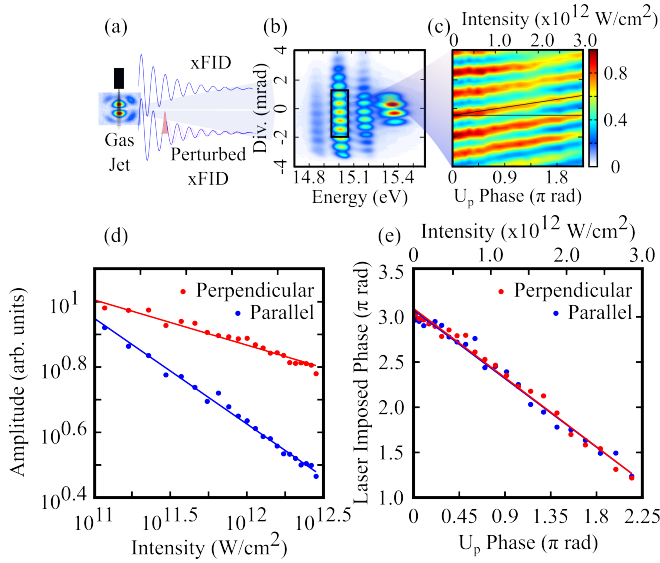 (a)
xFID
Gas
Jet
Perturbed
xFID
(b)
4
2
0
-2
-4
Div. (mrad)
14.8
15.1
15.4
Energy (eV)
(c)
Intensity (x10^12 W/cm^2)
0
1.0
2.0
3.0
0.8
0.4
0
0
0.9
1.8
U_p Phase (π rad)
(d)
10^1
10^0.8
10^0.6
10^0.4
Amplitude (arb. units)
Perpendicular
Parallel
10^11
10^11.5
10^12
10^12.5
Intensity (W/cm^2)
(e)
Intensity (x10^12 W/cm^2)
0
1.0
2.0
3.0
3.5
3.0
2.5
2.0
1.5
1.0
Laser Imposed Phase (π rad)
Perpendicular
Parallel
0
0.45
0.9
1.35
1.8
2.25
U_p Phase (π rad)